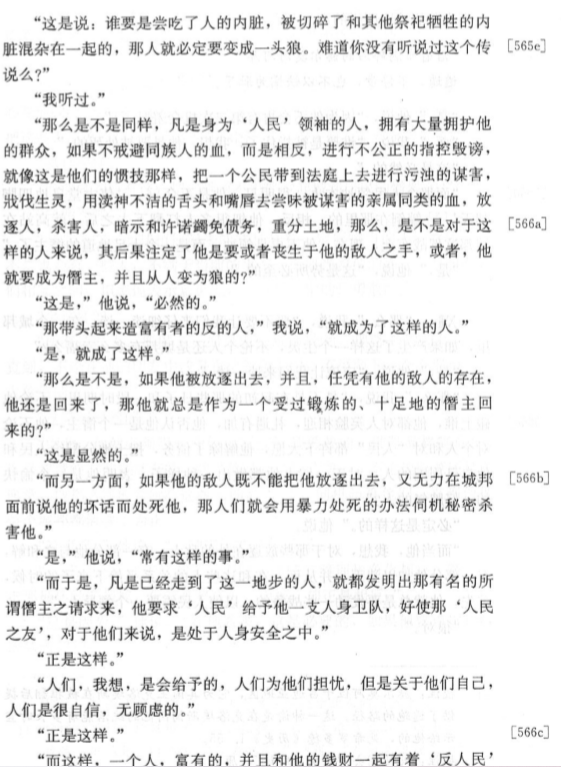 “这是说：谁要是尝吃了人的内脏，被切碎了和其他祭祀牺牲的内
脏混杂在一起的，那人就必定要变成一头狼。难道你没有听说过这个传 [565e]
说么？”
“我听过。”
“那么是不是同样，凡是身为‘人民’领袖的人，拥有大量拥护他
的群众，如果不戒避同族人的血，而是相反，进行不公正的指控毁谤，
就像这是他们的惯技那样，把一个公民带到法庭上去进行污浊的谋害，
戕伐生灵，用渎神不洁的舌头和嘴唇去尝味被谋害的亲属同类的血，放
逐人，杀害人，暗示和许诺蠲免债务，重分土地，那么，是不是对于这 [566a]
样的人来说，其后果注定了他是要或者丧生于他的敌人之手，或者，他
就要成为僭主，并且从人变为狼的？”
“这是，”他说，“必然的。”
“那带头起来造富有者的反的人，”我说，“就成为了这样的人。”
“是，就成了这样。”
“那么是不是，如果他被放逐出去，并且，任凭有他的敌人的存在，
他还是回来了，那他就总是作为一个受过锻炼的、十足地的僭主回
来的？”
“这是显然的。”
“而另一方面，如果他的敌人既不能把他放逐出去，又无力在城邦 [566b]
面前说他的坏话而处死他，那人们就会用暴力处死的办法伺机秘密杀
害他。”
“是，”他说，“常有这样的事。”
“而于是，凡是已经走到了这一地步的人，就都发明出那有名的所
谓僭主之请求来，他要求‘人民’给予他一支人身卫队，好使那‘人民
之友’，对于他们来说，是处于人身安全之中。”
“正是这样。”
“人们，我想，是会给予的，人们为他们担忧，但是关于他们自己，
人们是很自信，无顾虑的。”
“正是这样。” [566c]
“而这样，一个人，富有的，并且和他的钱财一起有着‘反人民’